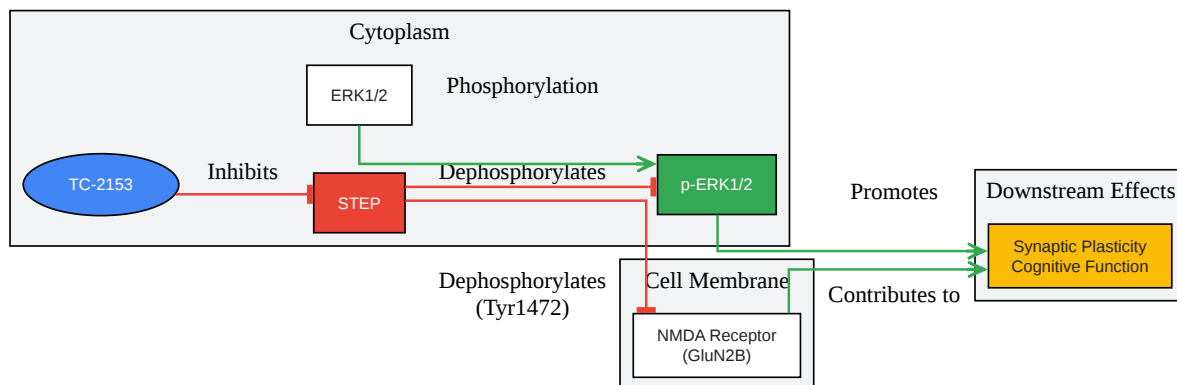 Cytoplasm
ERK1/2
Phosphorylation
TC-2153
Inhibits
STEP
Dephosphorylates
p-ERK1/2
Promotes
Downstream Effects
Synaptic Plasticity
Cognitive Function
Dephosphorylates
(Tyr1472)
Cell Membrane
Contributes to
NMDA Receptor
(GluN2B)